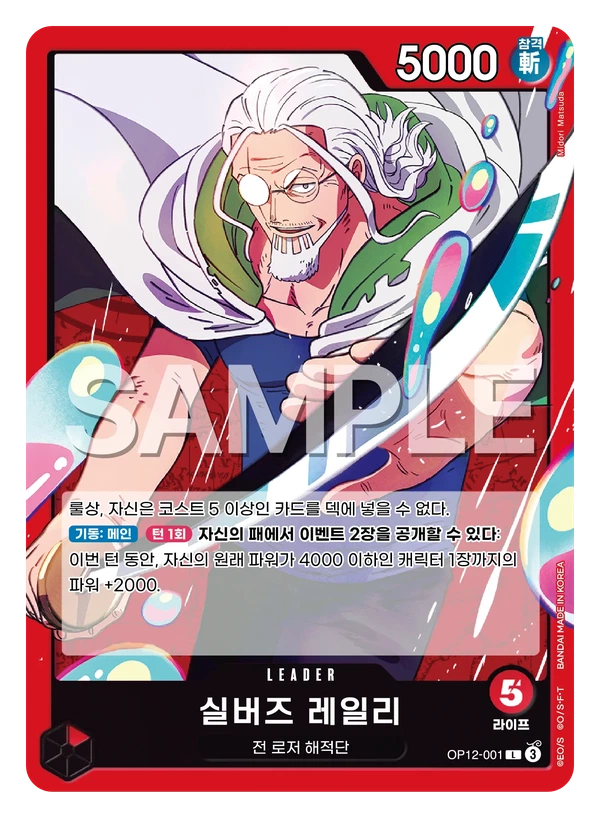 5000
참격
斬
Midori Matsuda
SAMPLE
룰상, 자신은 코스트 5 이상인 카드를 덱에 넣을 수 없다.
기동: 메인 턴 1회 자신의 패에서 이벤트 2장을 공개할 수 있다:
이번 턴 동안, 자신의 원래 파워가 4000 이하인 캐릭터 1장까지의
파워 +2000.
LEADER
실버즈 레일리
전 로저 해적단
5
라이프
OP12-001 L 3
©EO/S ©O/S·F·T BANDAI MADE IN KOREA